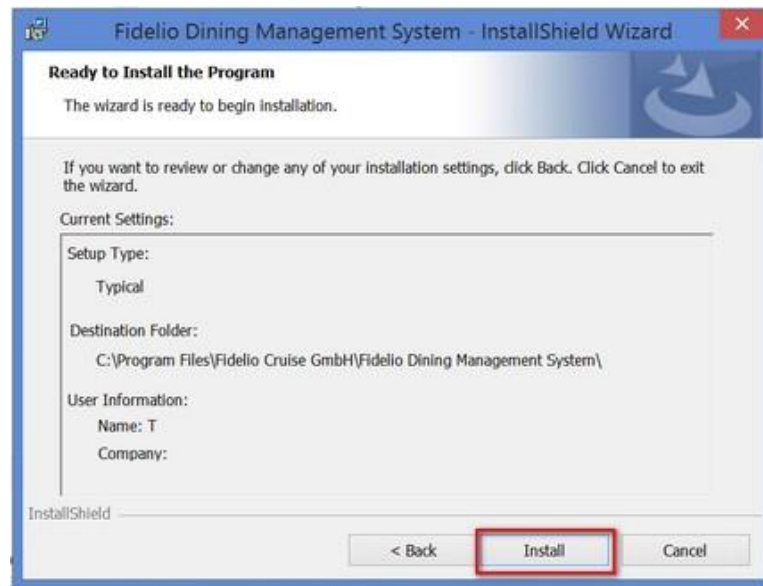 Fidelio Dining Management System - InstallShield Wizard
Ready to Install the Program
The wizard is ready to begin installation.
If you want to review or change any of your installation settings, click Back. Click Cancel to exit
the wizard.
Current Settings:
Setup Type:
Typical
Destination Folder:
C:\Program Files\Fidelio Cruise GmbH\Fidelio Dining Management System\
User Information:
Name: T
Company:
InstallShield
< Back Install Cancel